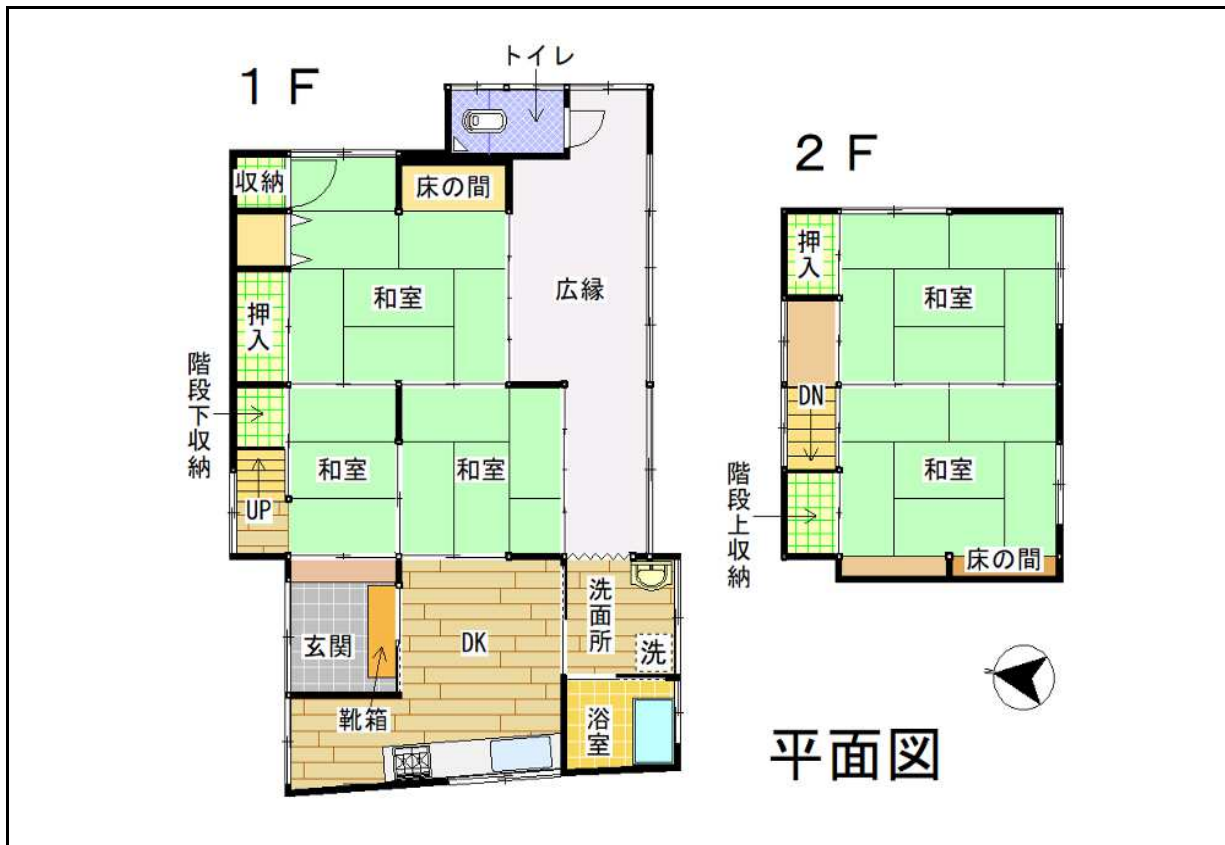 1F
トイレ
収納
床の間
和室
広縁
押入
階段下収納
和室
和室
UP
玄関
DK
洗面所
洗
靴箱
浴室
2F
押入
和室
DN
和室
階段上収納
床の間
平面図